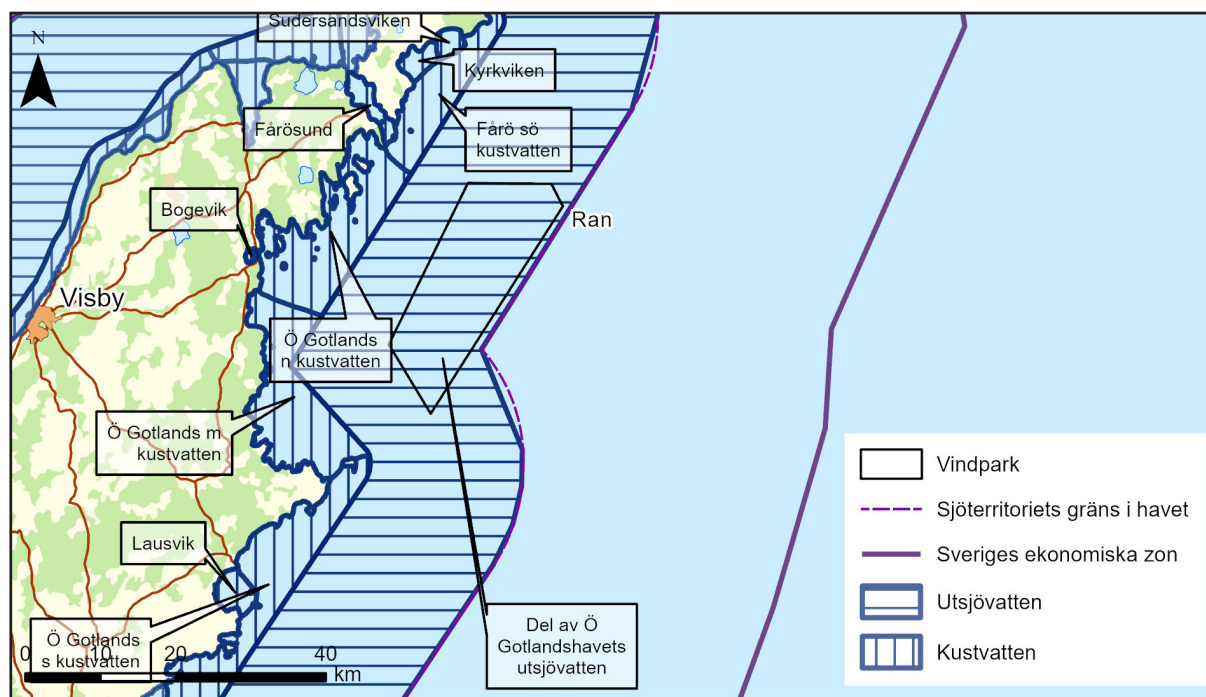 Sudersandsviken
N
Kyrkviken
Fårösund
Fårö sö
kustvatten
Bogevik
Ran
Visby
Ö Gotlands
n kustvatten
Ö Gotlands m
kustvatten
Lausvik
Ö Gotlands
s kustvatten
Del av Ö
Gotlandshavets
utsjövatten
0 10 20 40
km
Vindpark
Sjöterritoriets gräns i havet
Sveriges ekonomiska zon
Utsjövatten
Kustvatten